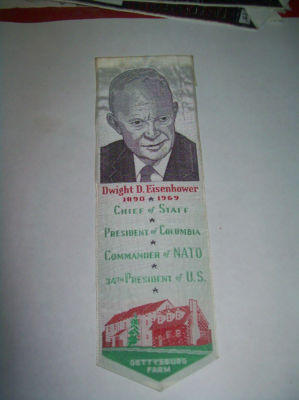 Dwight D. Eisenhower
1890 ★ 1969
CHIEF of STAFF
★
PRESIDENT of COLUMBIA
★
COMMANDER of NATO
★
34TH PRESIDENT of U.S.
★
GETTYSBURG
FARM